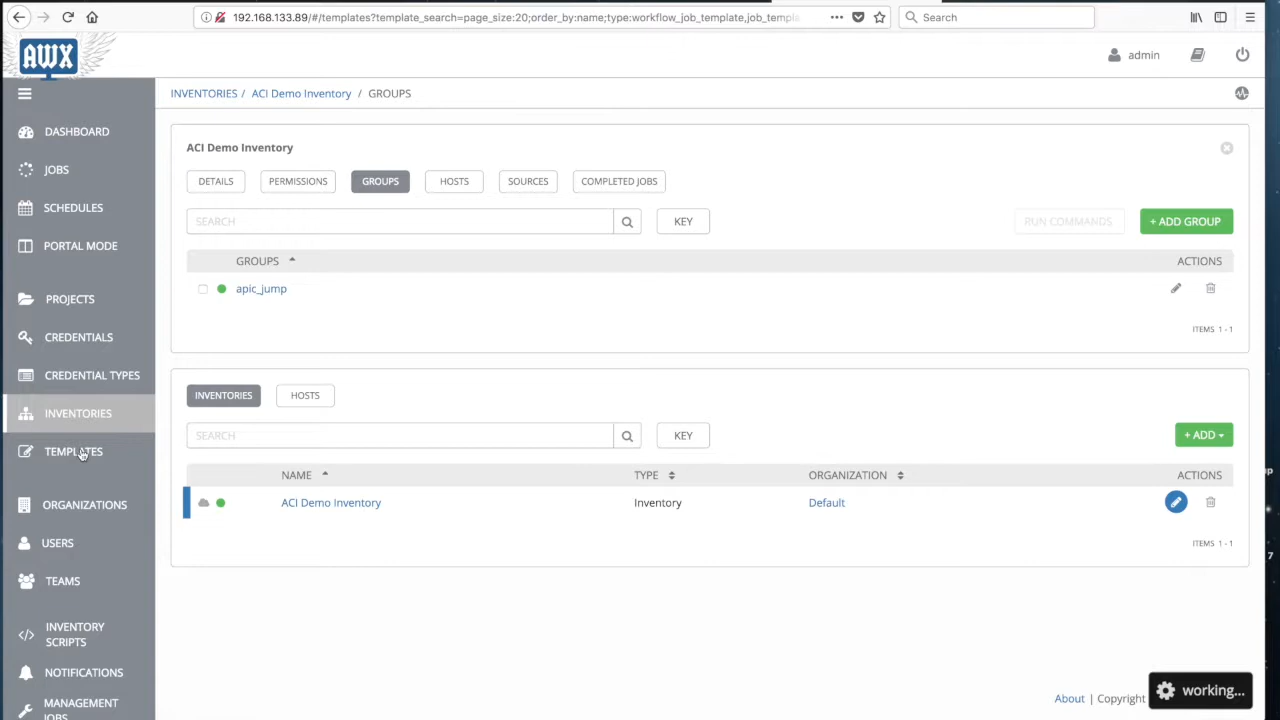 192.168.133.89/#/templates?template_search=page_size:20;order_by:name;type:workflow_job_template,job_templa
Search
AWX
admin
INVENTORIES / ACI Demo Inventory / GROUPS
DASHBOARD
JOBS
SCHEDULES
PORTAL MODE
PROJECTS
CREDENTIALS
CREDENTIAL TYPES
INVENTORIES
TEMPLATES
ORGANIZATIONS
USERS
TEAMS
INVENTORY
SCRIPTS
NOTIFICATIONS
MANAGEMENT
JOBS
ACI Demo Inventory
DETAILS PERMISSIONS GROUPS HOSTS SOURCES COMPLETED JOBS
SEARCH KEY RUN COMMANDS + ADD GROUP
GROUPS ACTIONS
apic_jump
ITEMS 1 - 1
INVENTORIES HOSTS
SEARCH KEY + ADD
NAME TYPE ORGANIZATION ACTIONS
ACI Demo Inventory Inventory Default
ITEMS 1 - 1
About | Copyright
working...